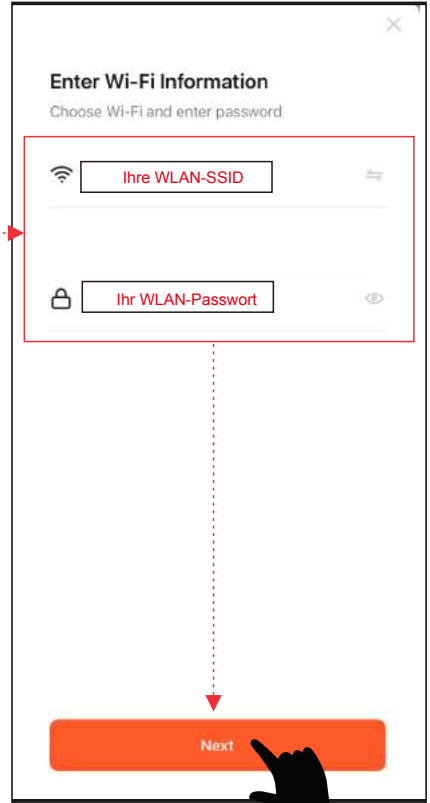 Enter Wi-Fi Information
Choose Wi-Fi and enter password
Ihre WLAN-SSID
Ihr WLAN-Passwort
Next